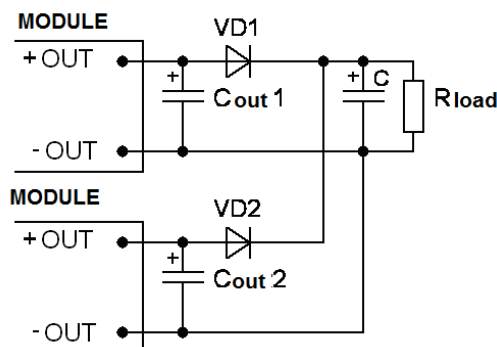 MODULE
VD1
+ OUT
+
Cout 1
+
C
Rload
- OUT
MODULE
VD2
+ OUT
+
Cout 2
- OUT